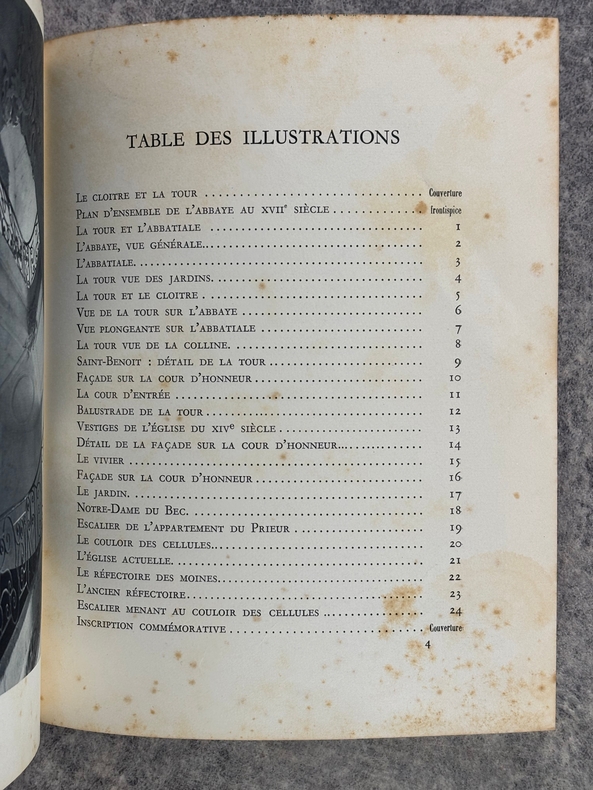 TABLE DES ILLUSTRATIONS
Le cloitre et la tour ........ Couverture
Plan d'ensemble de l'abbaye au XVIIe siècle ........ frontispice
La tour et l'abbatiale ........ 1
L'abbaye, vue générale ........ 2
L'abbatiale ........ 3
La tour vue des jardins ........ 4
La tour et le cloitre ........ 5
Vue de la tour sur l'abbaye ........ 6
Vue plongeante sur l'abbatiale ........ 7
La tour vue de la colline ........ 8
Saint-Benoit : détail de la tour ........ 9
Façade sur la cour d'honneur ........ 10
La cour d'entrée ........ 11
Balustrade de la tour ........ 12
Vestiges de l'église du XIVe siècle ........ 13
Détail de la façade sur la cour d'honneur ........ 14
Le vivier ........ 15
Façade sur la cour d'honneur ........ 16
Le jardin ........ 17
Notre-Dame du Bec ........ 18
Escalier de l'appartement du Prieur ........ 19
Le couloir des cellules ........ 20
L'église actuelle ........ 21
Le réfectoire des moines ........ 22
L'ancien réfectoire ........ 23
Escalier menant au couloir des cellules ........ 24
Inscription commémorative ........ Couverture
4